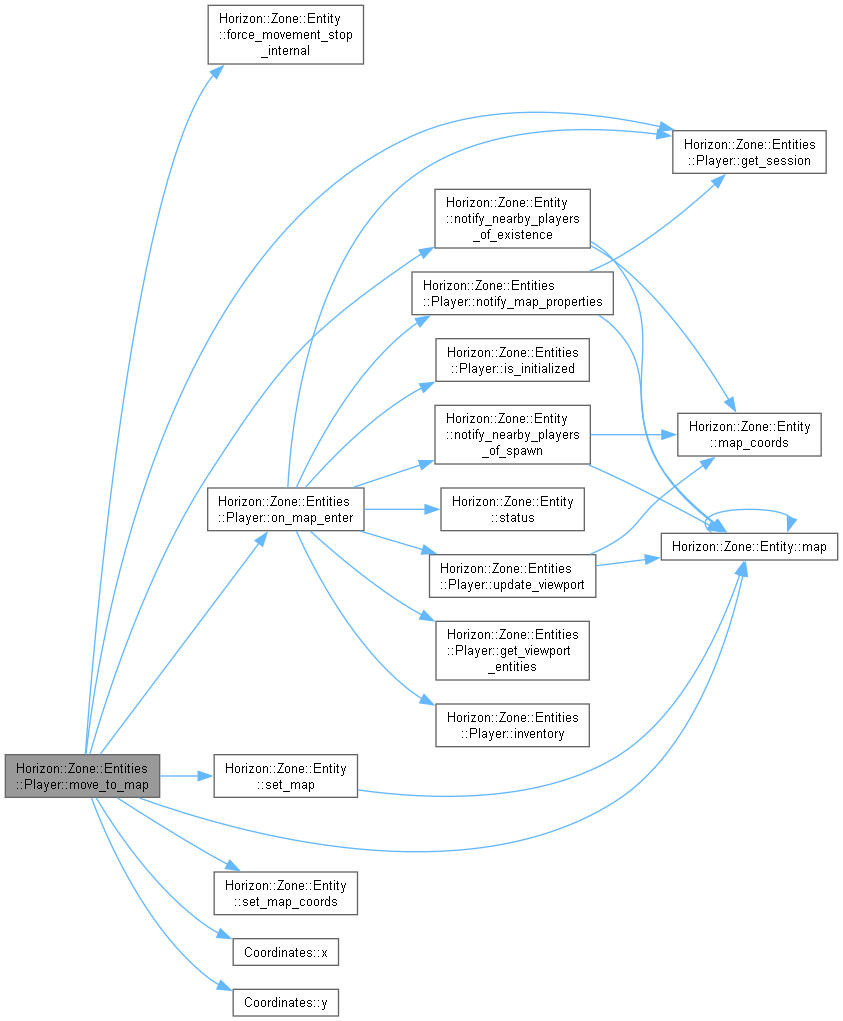 Horizon::Zone::Entity
::force_movement_stop
_internal
Horizon::Zone::Entities
::Player::get_session
Horizon::Zone::Entity
::notify_nearby_players
_of_existence
Horizon::Zone::Entities
::Player::notify_map_properties
Horizon::Zone::Entities
::Player::is_initialized
Horizon::Zone::Entity
::notify_nearby_players
_of_spawn
Horizon::Zone::Entity
::map_coords
Horizon::Zone::Entities
::Player::on_map_enter
Horizon::Zone::Entity
::status
Horizon::Zone::Entity::map
Horizon::Zone::Entities
::Player::update_viewport
Horizon::Zone::Entities
::Player::get_viewport
_entities
Horizon::Zone::Entities
::Player::inventory
Horizon::Zone::Entities
::Player::move_to_map
Horizon::Zone::Entity
::set_map
Horizon::Zone::Entity
::set_map_coords
Coordinates::x
Coordinates::y